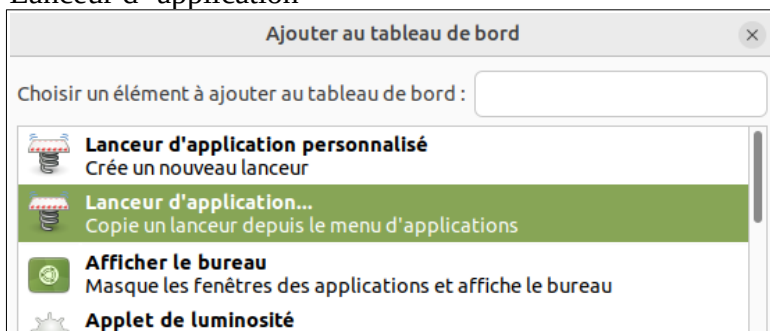 Lanceur d' application
Ajouter au tableau de bord
Choisir un élément à ajouter au tableau de bord :
Lanceur d'application personnalisé
Crée un nouveau lanceur
Lanceur d'application...
Copie un lanceur depuis le menu d'applications
Afficher le bureau
Masque les fenêtres des applications et affiche le bureau
Applet de luminosité